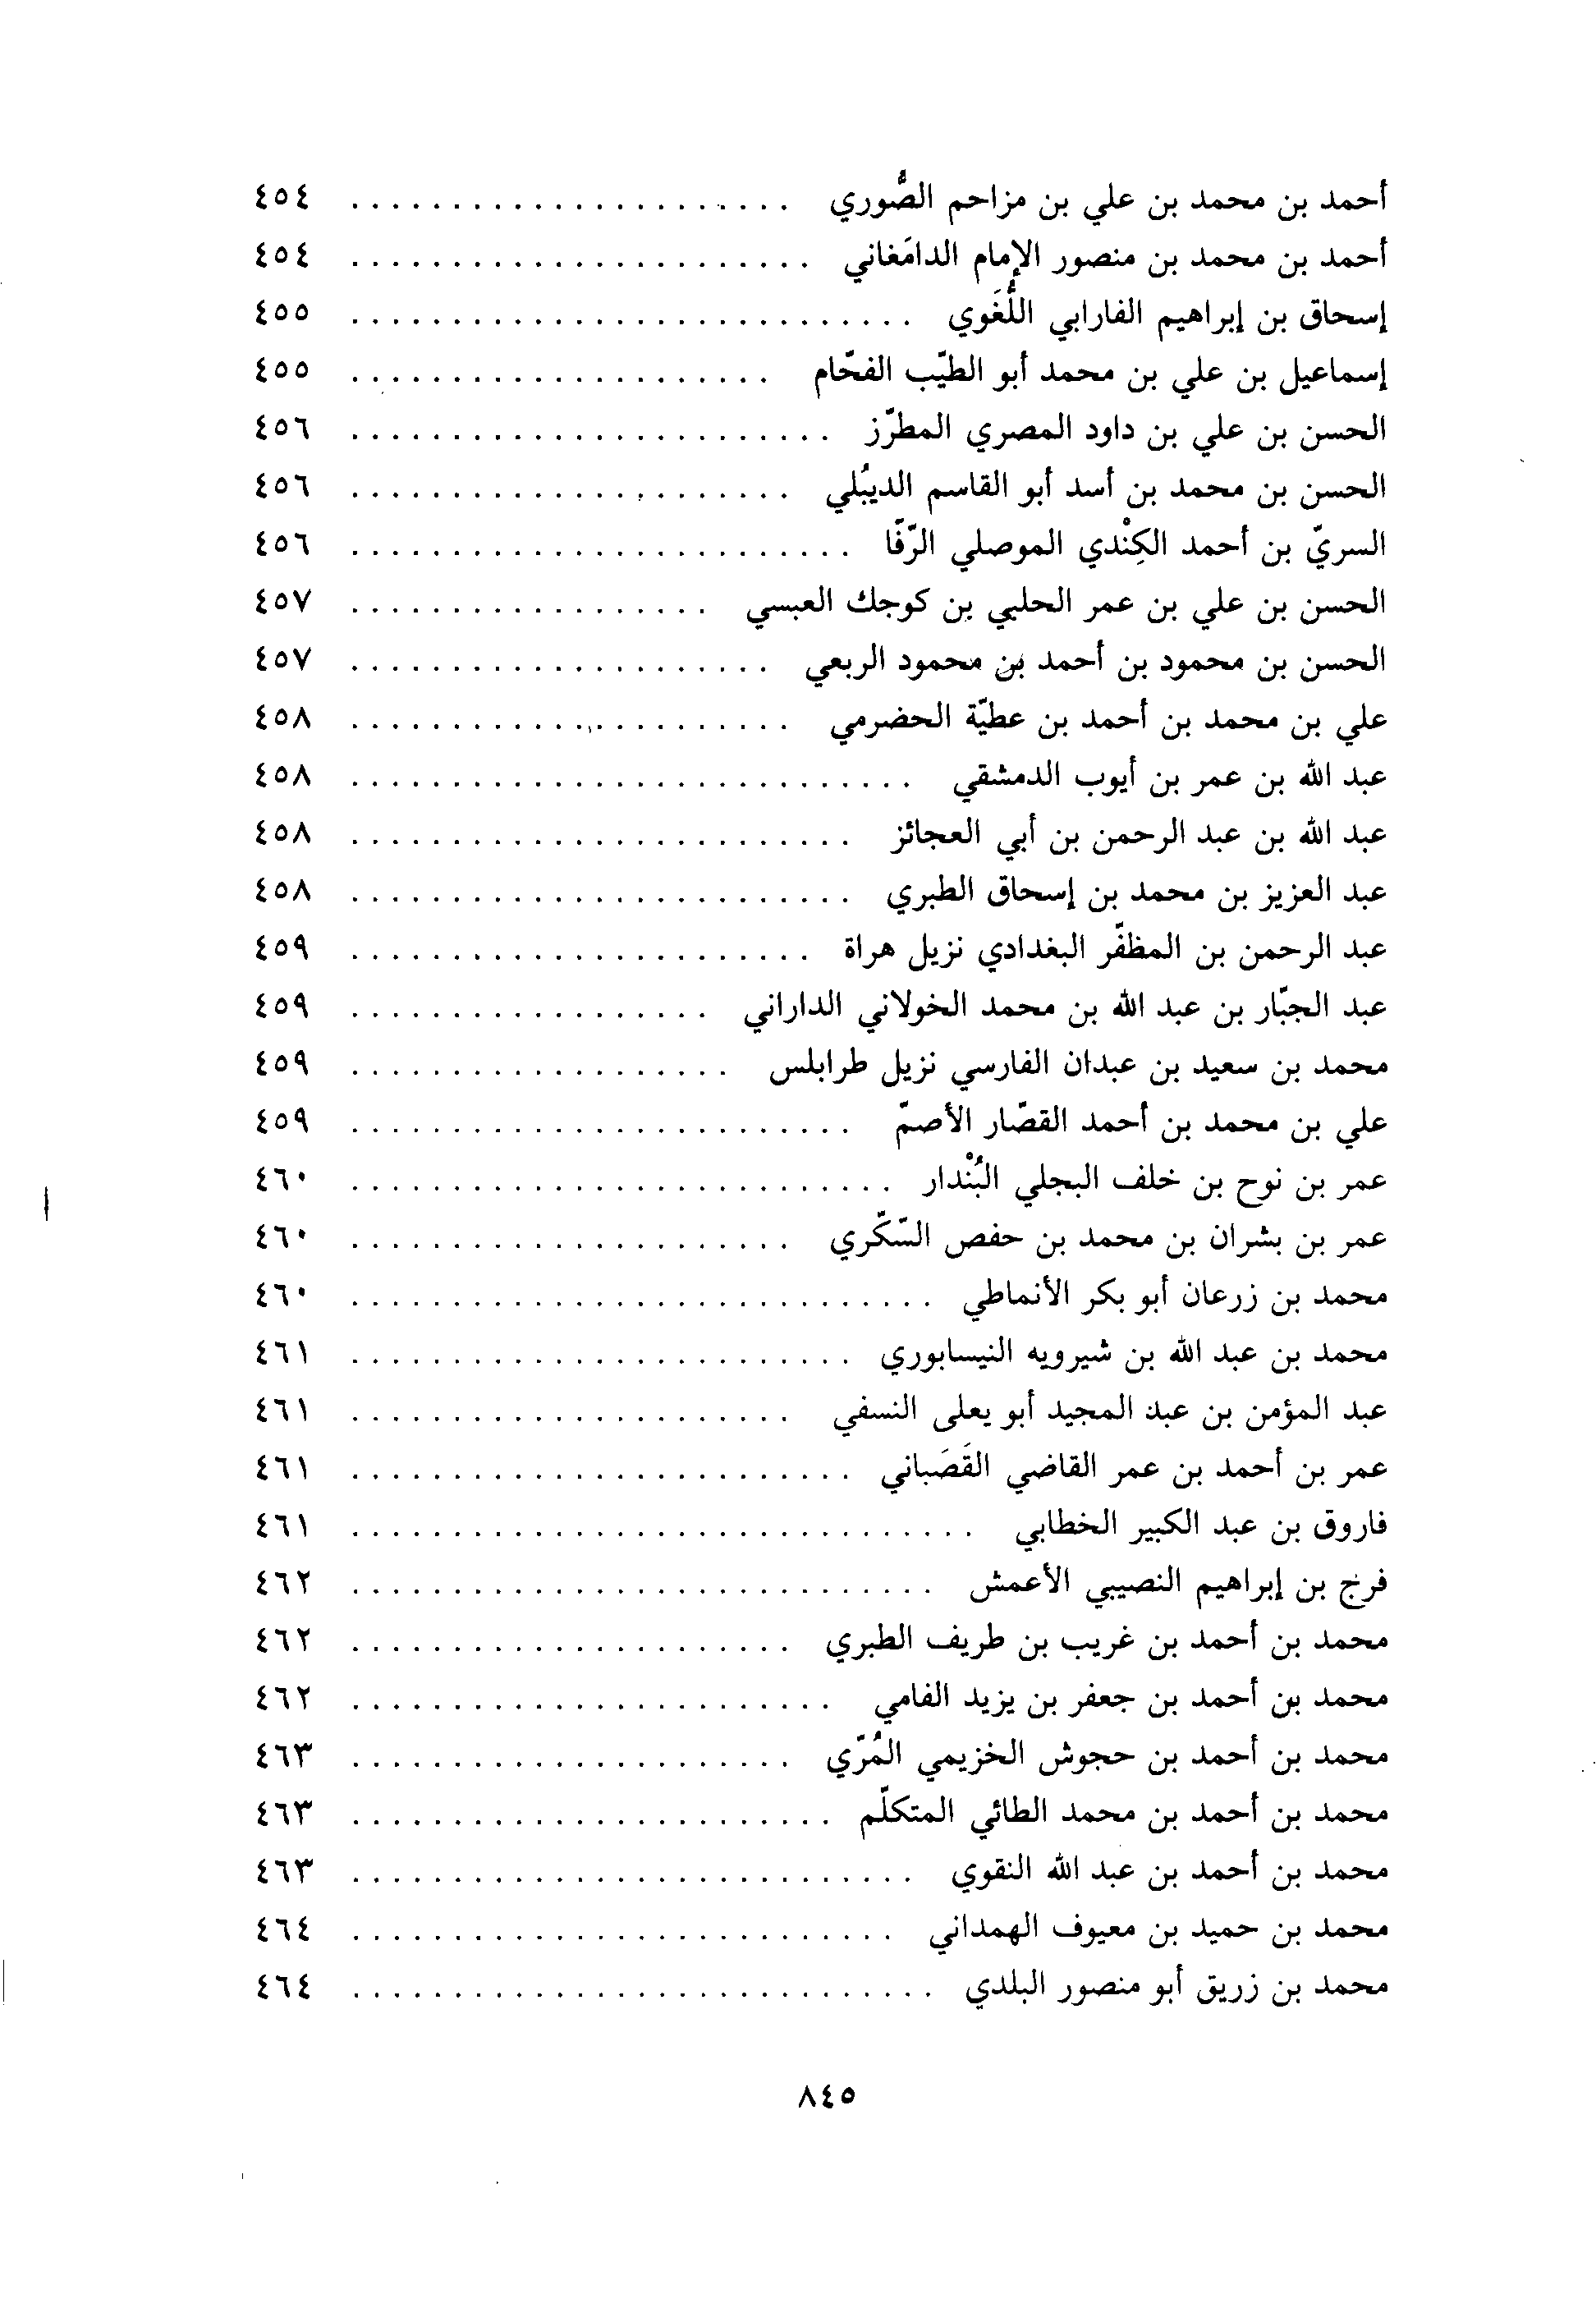 أحمد بن محمد بن علي بن مزاحم الصُّوري . . . . . . . . . . . . . . . . . . . . . . ٤٥٤
أحمد بن محمد بن منصور الإمام الدامَغاني . . . . . . . . . . . . . . . . . . . . . . . ٤٥٤
إسحاق بن إبراهيم الفارابي اللُّغَوي . . . . . . . . . . . . . . . . . . . . . . . . . . . . ٤٥٥
إسماعيل بن علي بن محمد أبو الطيّب الفحّام . . . . . . . . . . . . . . . . . . . . . ٤٥٥
الحسن بن علي بن داود المصري المطرّز . . . . . . . . . . . . . . . . . . . . . . . . ٤٥٦
الحسن بن محمد بن أسد أبو القاسم الديبُلي . . . . . . . . . . . . . . . . . . . . . . ٤٥٦
السريّ بن أحمد الكِنْدي الموصلي الرّفّا . . . . . . . . . . . . . . . . . . . . . . . . . ٤٥٦
الحسن بن علي بن عمر الحلبي بن كوجك العبسي . . . . . . . . . . . . . . . . . . ٤٥٧
الحسن بن محمود بن أحمد بن محمود الربعي . . . . . . . . . . . . . . . . . . . . . ٤٥٧
علي بن محمد بن أحمد بن عطيّة الحضرمي . . . . . . . . . . . . . . . . . . . . . . ٤٥٨
عبد الله بن عمر بن أيوب الدمشقي . . . . . . . . . . . . . . . . . . . . . . . . . . . . ٤٥٨
عبد الله بن عبد الرحمن بن أبي العجائز . . . . . . . . . . . . . . . . . . . . . . . . . ٤٥٨
عبد العزيز بن محمد بن إسحاق الطبري . . . . . . . . . . . . . . . . . . . . . . . . . ٤٥٨
عبد الرحمن بن المظفّر البغدادي نزيل هراة . . . . . . . . . . . . . . . . . . . . . . . ٤٥٩
عبد الجبّار بن عبد الله بن محمد الخولاني الداراني . . . . . . . . . . . . . . . . . . ٤٥٩
محمد بن سعيد بن عبدان الفارسي نزيل طرابلس . . . . . . . . . . . . . . . . . . . ٤٥٩
علي بن محمد بن أحمد القصّار الأصمّ . . . . . . . . . . . . . . . . . . . . . . . . . ٤٥٩
عمر بن نوح بن خلف البجلي البُنْدار . . . . . . . . . . . . . . . . . . . . . . . . . . . ٤٦٠
عمر بن بشران بن محمد بن حفص السّكّري . . . . . . . . . . . . . . . . . . . . . . ٤٦٠
محمد بن زرعان أبو بكر الأنماطي . . . . . . . . . . . . . . . . . . . . . . . . . . . . . ٤٦٠
محمد بن عبد الله بن شيرويه النيسابوري . . . . . . . . . . . . . . . . . . . . . . . . . ٤٦١
عبد المؤمن بن عبد المجيد أبو يعلى النسفي . . . . . . . . . . . . . . . . . . . . . . ٤٦١
عمر بن أحمد بن عمر القاضي القَصَباني . . . . . . . . . . . . . . . . . . . . . . . . . ٤٦١
فاروق بن عبد الكبير الخطابي . . . . . . . . . . . . . . . . . . . . . . . . . . . . . . . ٤٦١
فرج بن إبراهيم النصيبي الأعمش . . . . . . . . . . . . . . . . . . . . . . . . . . . . . ٤٦٢
محمد بن أحمد بن غريب بن طريف الطبري . . . . . . . . . . . . . . . . . . . . . . ٤٦٢
محمد بن أحمد بن جعفر بن يزيد الفامي . . . . . . . . . . . . . . . . . . . . . . . . ٤٦٢
محمد بن أحمد بن حجوش الخزيمي المُرّي . . . . . . . . . . . . . . . . . . . . . . ٤٦٣
محمد بن أحمد بن محمد الطائي المتكلّم . . . . . . . . . . . . . . . . . . . . . . . . ٤٦٣
محمد بن أحمد بن عبد الله النقوي . . . . . . . . . . . . . . . . . . . . . . . . . . . . ٤٦٣
محمد بن حميد بن معيوف الهمداني . . . . . . . . . . . . . . . . . . . . . . . . . . . ٤٦٤
محمد بن زريق أبو منصور البلدي . . . . . . . . . . . . . . . . . . . . . . . . . . . . . ٤٦٤
٨٤٥